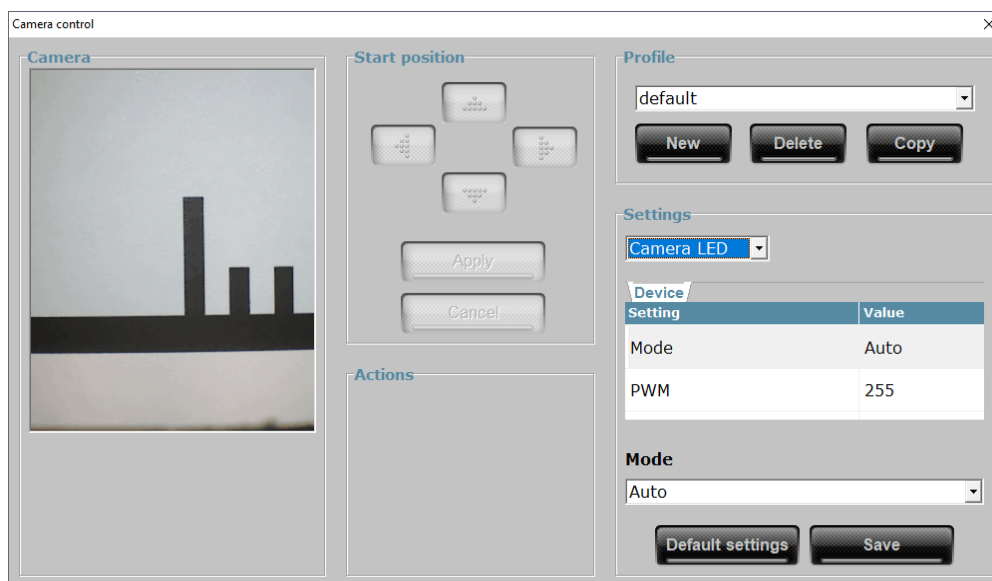 Camera control
Camera
Start position
Apply
Cancel
Actions
Profile
default
New Delete Copy
Settings
Camera LED
Device
Setting Value
Mode Auto
PWM 255
Mode
Auto
Default settings Save